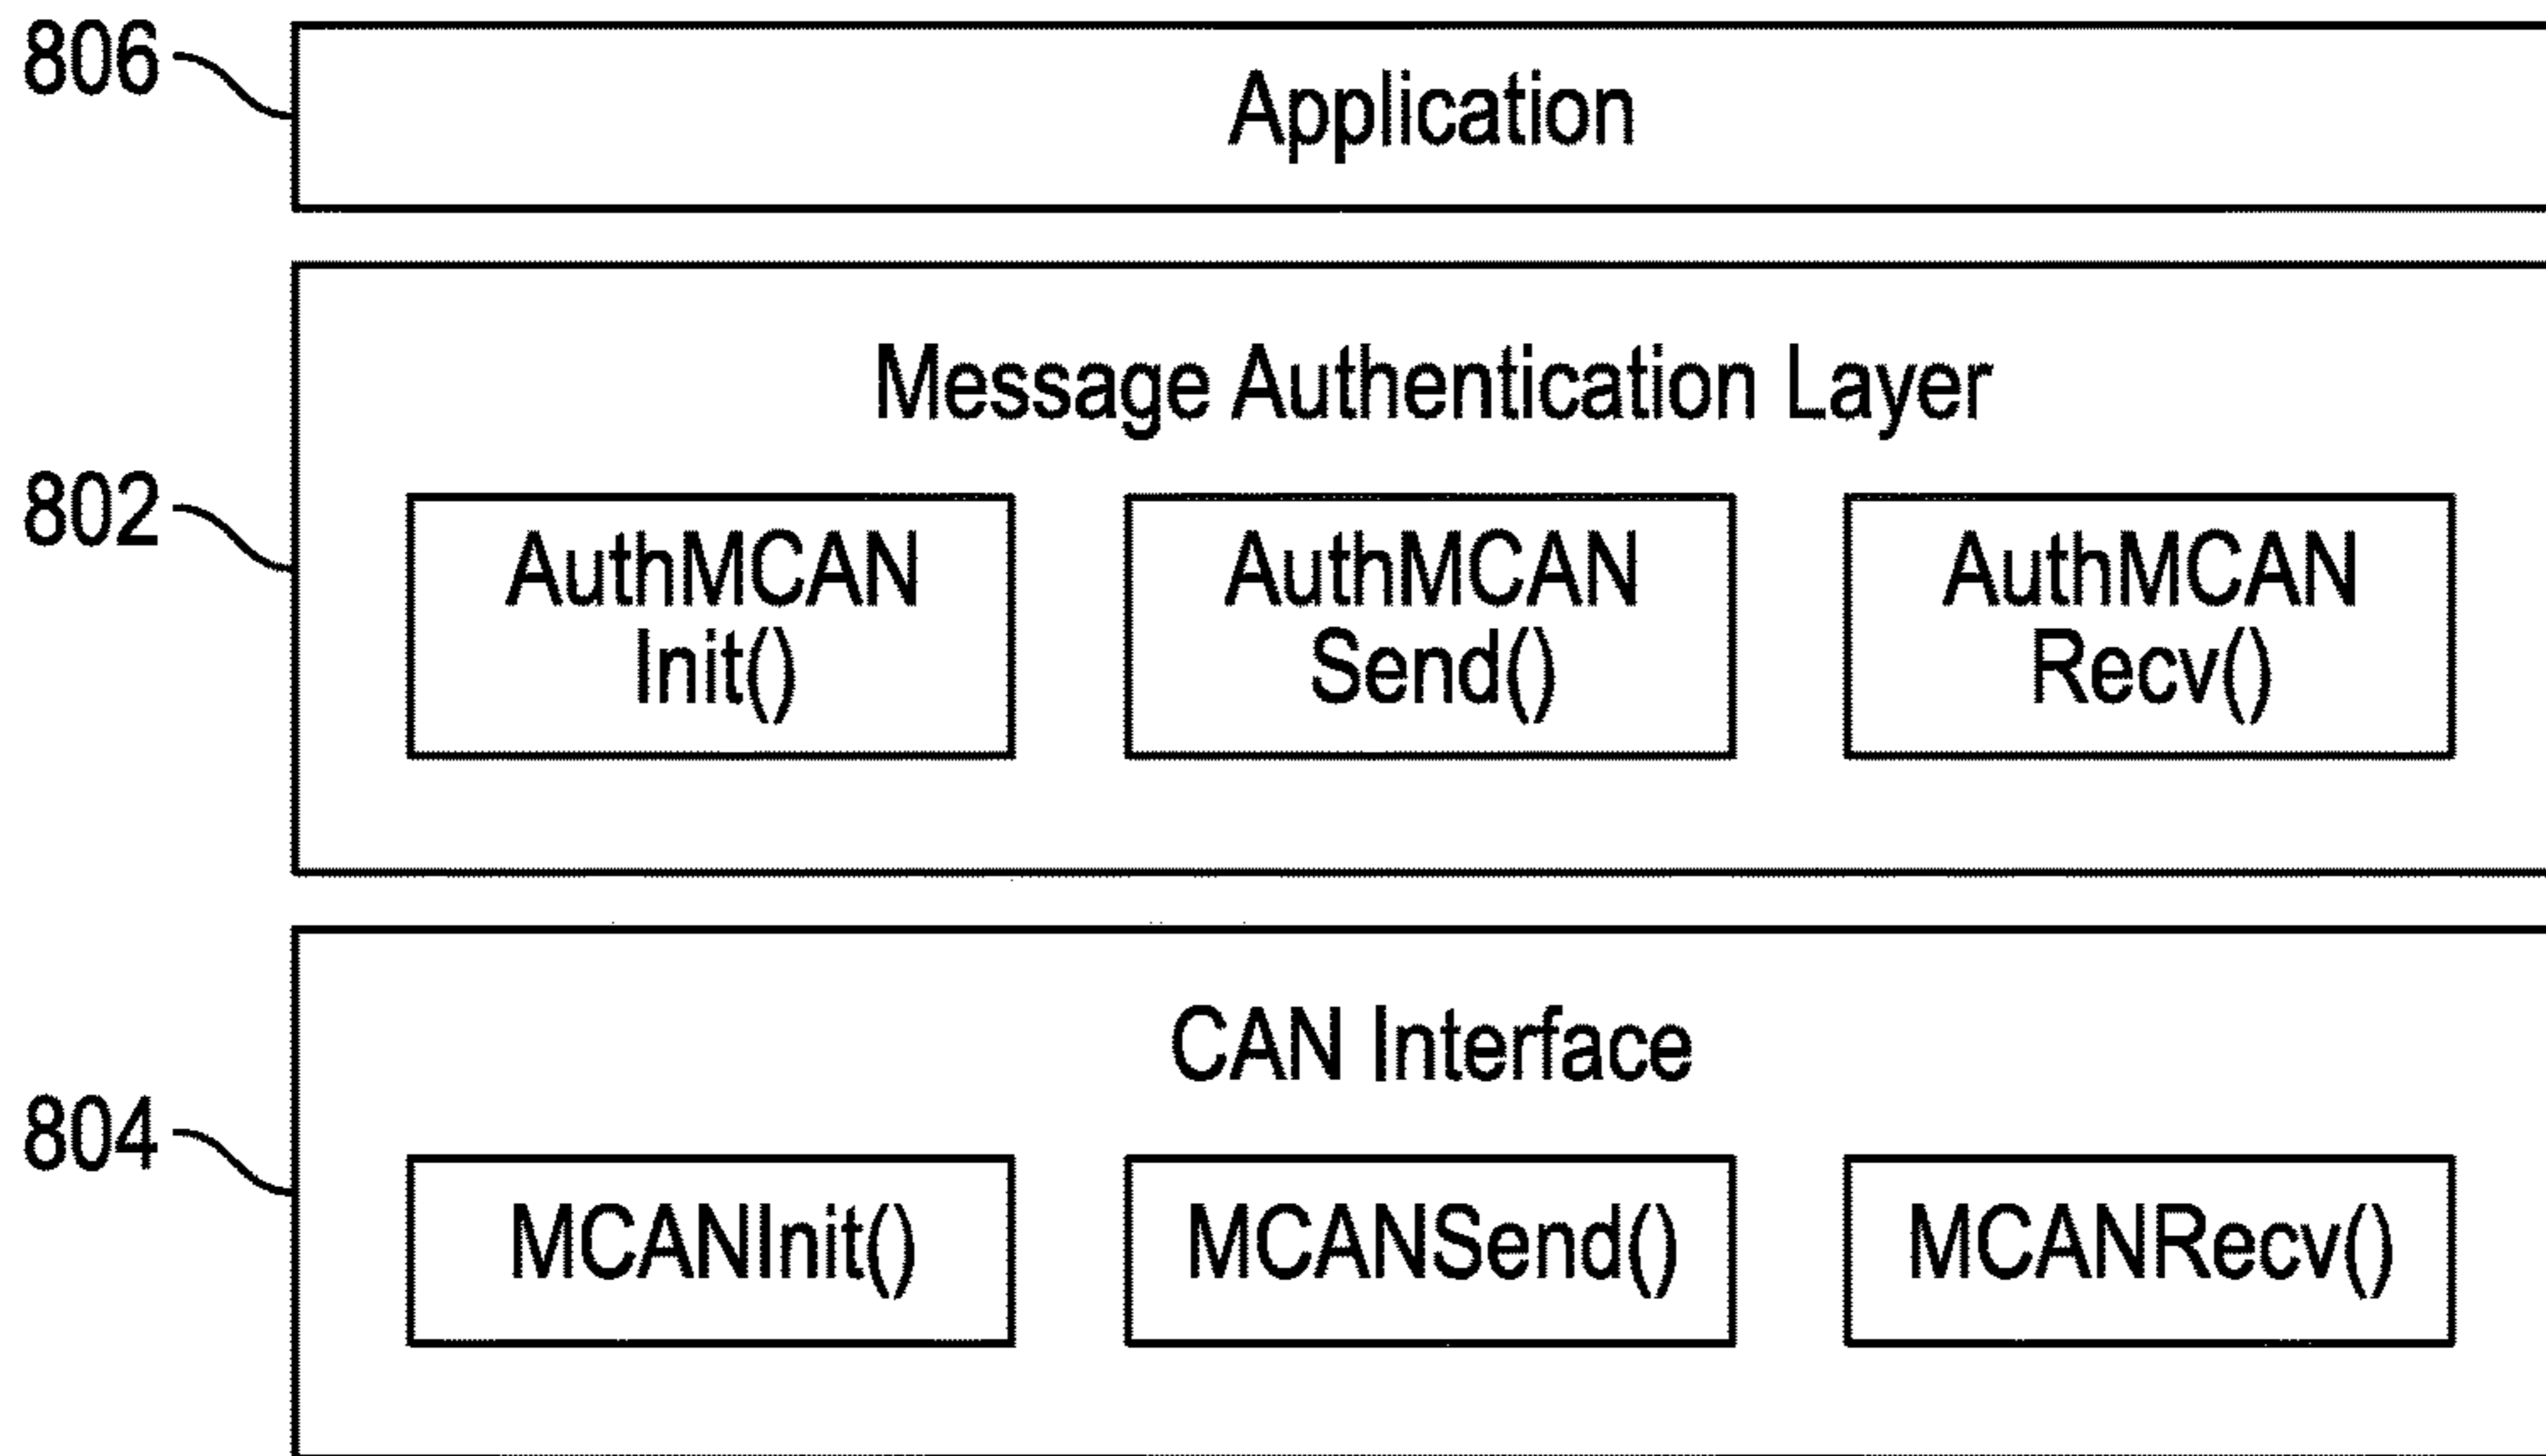 806
Application
Message Authentication Layer
802
AuthMCAN
Init()
AuthMCAN
Send()
AuthMCAN
Recv()
CAN Interface
804
MCANInit()
MCANSend()
MCANRecv()